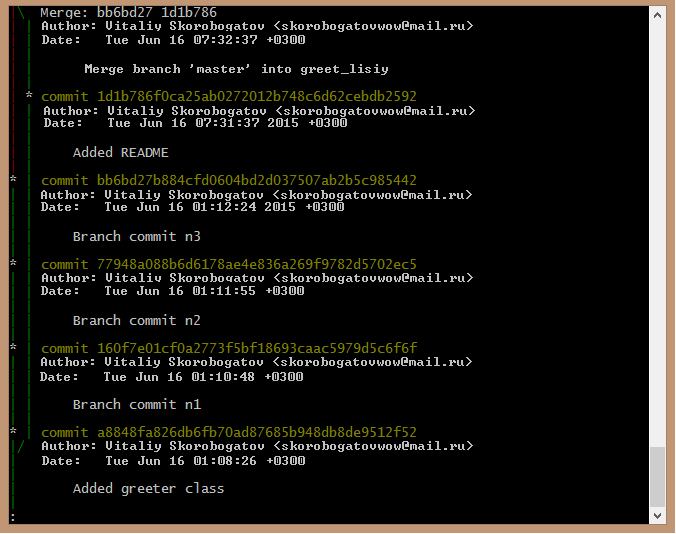 Merge: bb6bd27 1d1b786
Author: Vitaliy Skorobogatov <skorobogatovwow@mail.ru>
Date: Tue Jun 16 07:32:37 +0300
Merge branch 'master' into greet_lisiy
* commit 1d1b786f0ca25ab0272012b748c6d62cebdb2592
Author: Vitaliy Skorobogatov <skorobogatovwow@mail.ru>
Date: Tue Jun 16 07:31:37 2015 +0300
Added README
* commit bb6bd27b884cfd0604bd2d037507ab2b5c985442
Author: Vitaliy Skorobogatov <skorobogatovwow@mail.ru>
Date: Tue Jun 16 01:12:24 2015 +0300
Branch commit n3
* commit 77948a088b6d6178ae4e836a269f9782d5702ec5
Author: Vitaliy Skorobogatov <skorobogatovwow@mail.ru>
Date: Tue Jun 16 01:11:55 +0300
Branch commit n2
* commit 160f7e01cf0a2773f5bf18693caac5979d5c6f6f
Author: Vitaliy Skorobogatov <skorobogatovwow@mail.ru>
Date: Tue Jun 16 01:10:48 +0300
Branch commit n1
* commit a8848fa826db6fb70ad87685b948db8de9512f52
Author: Vitaliy Skorobogatov <skorobogatovwow@mail.ru>
Date: Tue Jun 16 01:08:26 +0300
Added greeter class
: